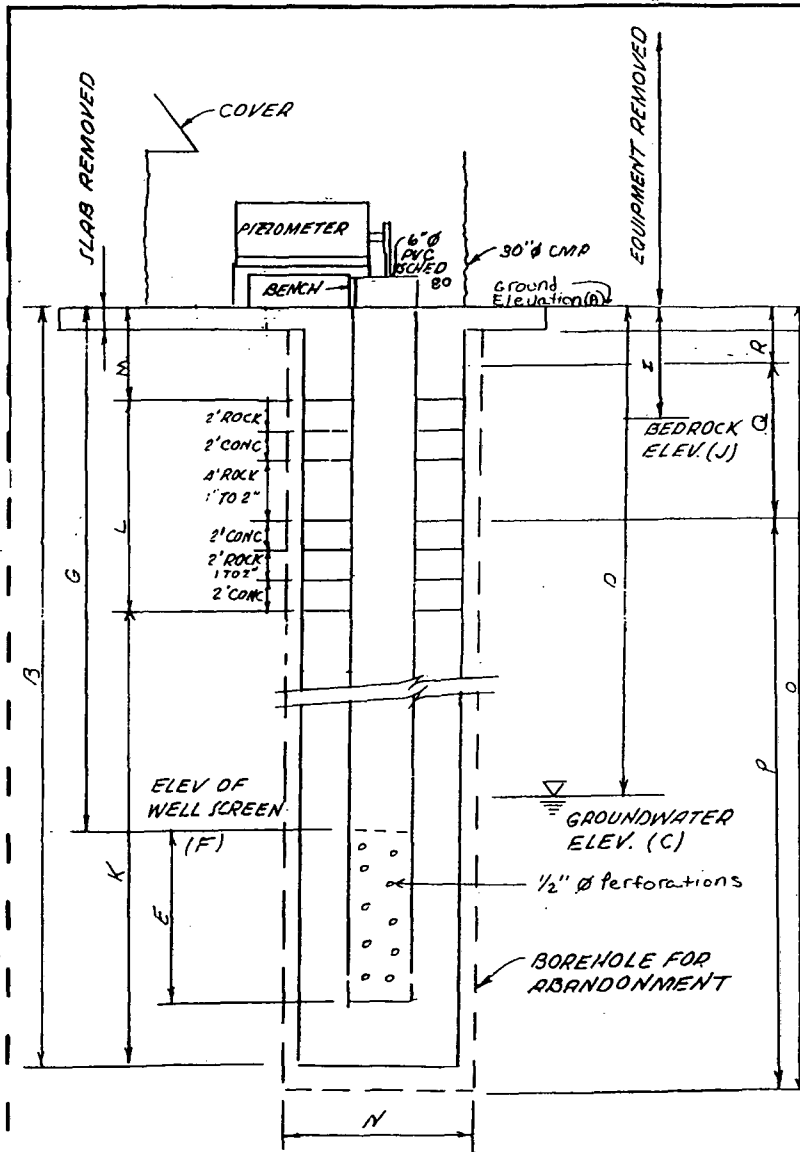 SLAB REMOVED
COVER
EQUIPMENT REMOVED
PIEZOMETER
6" Ø
PVC
SCHED
80
30" Ø CMP
BENCH
Ground
Elevation(A)
M
R
I
Q
BEDROCK
ELEV. (J)
2' ROCK
2' CONC
4' ROCK
1" TO 2"
2' CONC
2' ROCK
1 TO 2"
2' CONC
L
G
D
B
O
P
ELEV OF
WELL SCREEN
(F)
GROUNDWATER
ELEV. (C)
K
E
1/2" Ø perforations
BOREHOLE FOR
ABANDONMENT
N